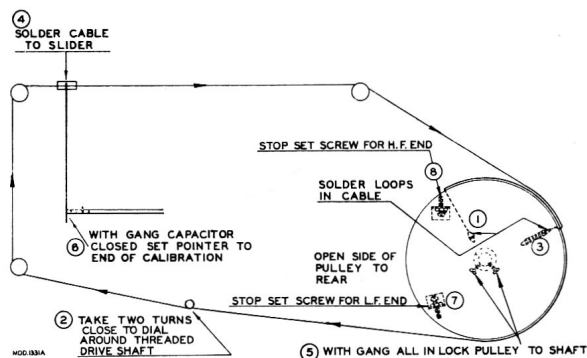 4
SOLDER CABLE
TO SLIDER
STOP SET SCREW FOR H.F. END
8
SOLDER LOOPS
IN CABLE
1
3
6
WITH GANG CAPACITOR
CLOSED SET POINTER TO
END OF CALIBRATION
OPEN SIDE OF
PULLEY TO
REAR
STOP SET SCREW FOR L.F. END
7
2 TAKE TWO TURNS
CLOSE TO DIAL
AROUND THREADED
DRIVE SHAFT
5 WITH GANG ALL IN LOCK PULLEY TO SHAFT
MOD.1331A